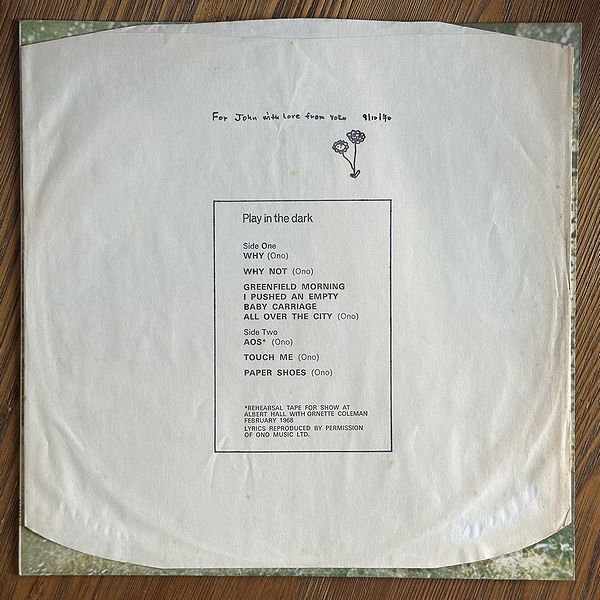 For John with Love from Yoko 9/10/70
Play in the dark
Side One
WHY (Ono)
WHY NOT (Ono)
GREENFIELD MORNING
I PUSHED AN EMPTY
BABY CARRIAGE
ALL OVER THE CITY (Ono)
Side Two
AOS* (Ono)
TOUCH ME (Ono)
PAPER SHOES (Ono)
*REHEARSAL TAPE FOR SHOW AT
ALBERT HALL WITH ORNETTE COLEMAN
FEBRUARY 1968
LYRICS REPRODUCED BY PERMISSION
OF ONO MUSIC LTD.